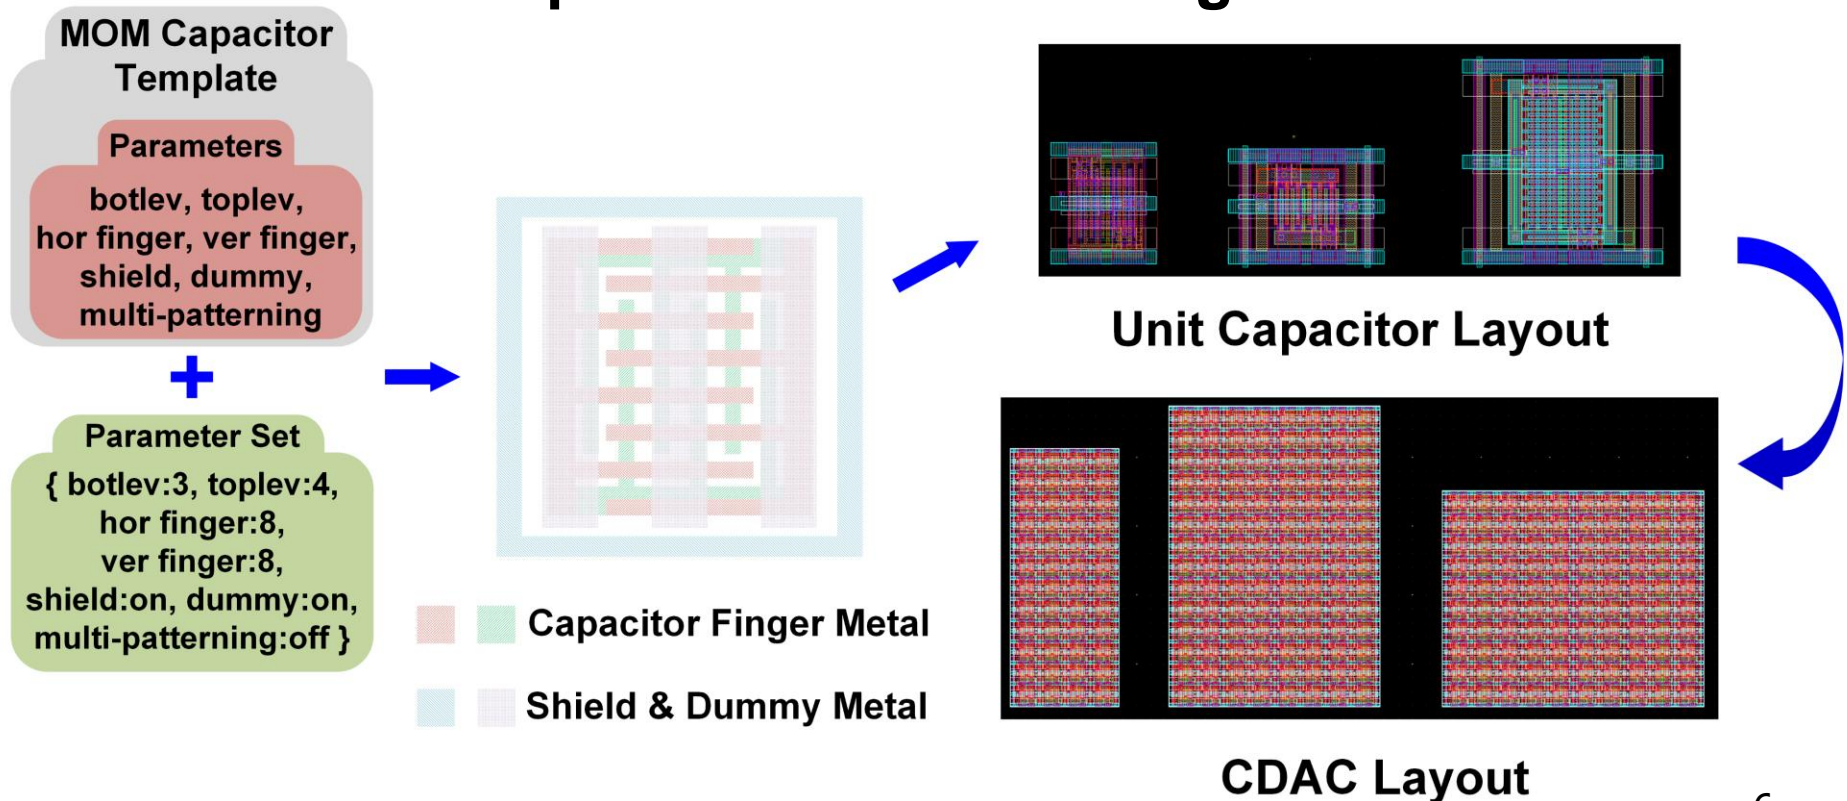 MOM Capacitor
Template
Parameters
botlev, toplev,
hor finger, ver finger,
shield, dummy,
multi-patterning
+
Parameter Set
{ botlev:3, toplev:4,
hor finger:8,
ver finger:8,
shield:on, dummy:on,
multi-patterning:off }
Capacitor Finger Metal
Shield & Dummy Metal
Unit Capacitor Layout
CDAC Layout